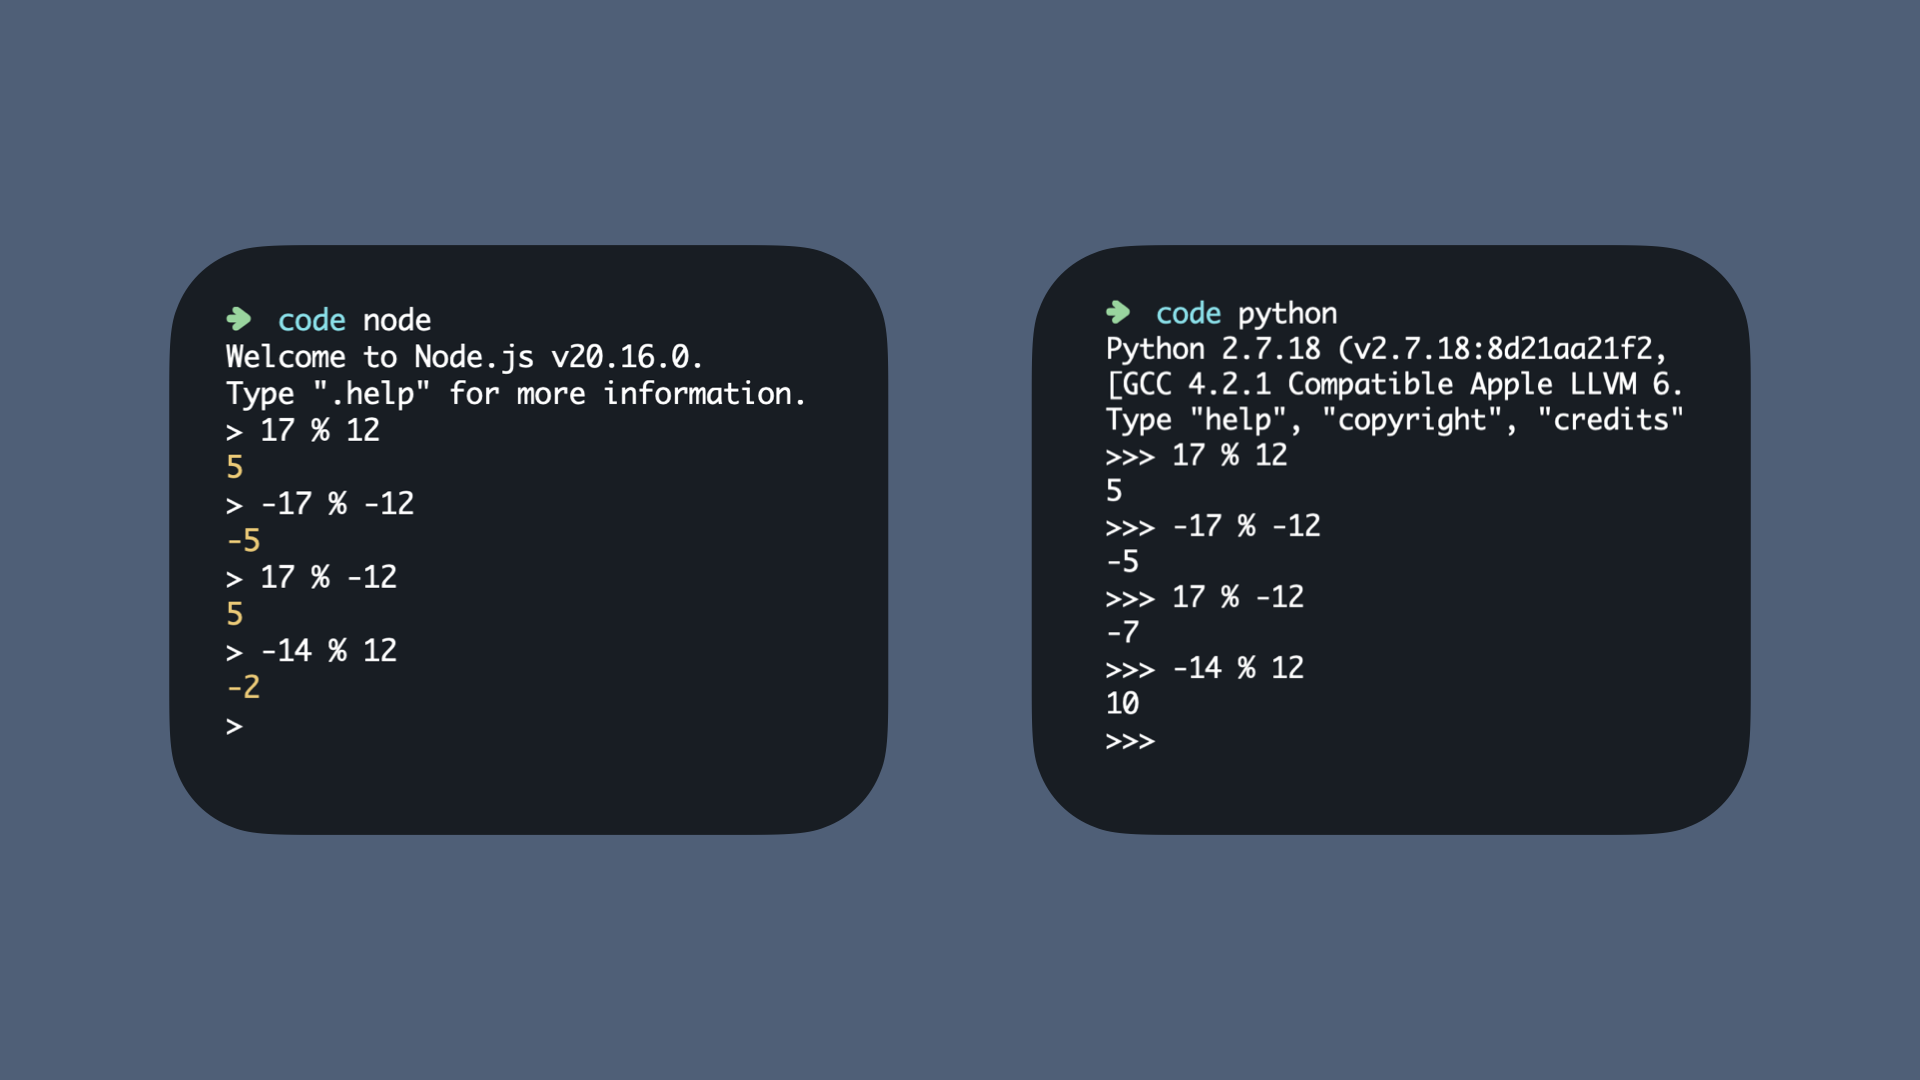 ➜ code node
Welcome to Node.js v20.16.0.
Type ".help" for more information.
> 17 % 12
5
> -17 % -12
-5
> 17 % -12
5
> -14 % 12
-2
>
➜ code python
Python 2.7.18 (v2.7.18:8d21aa21f2,
[GCC 4.2.1 Compatible Apple LLVM 6.
Type "help", "copyright", "credits"
>>> 17 % 12
5
>>> -17 % -12
-5
>>> 17 % -12
-7
>>> -14 % 12
10
>>>